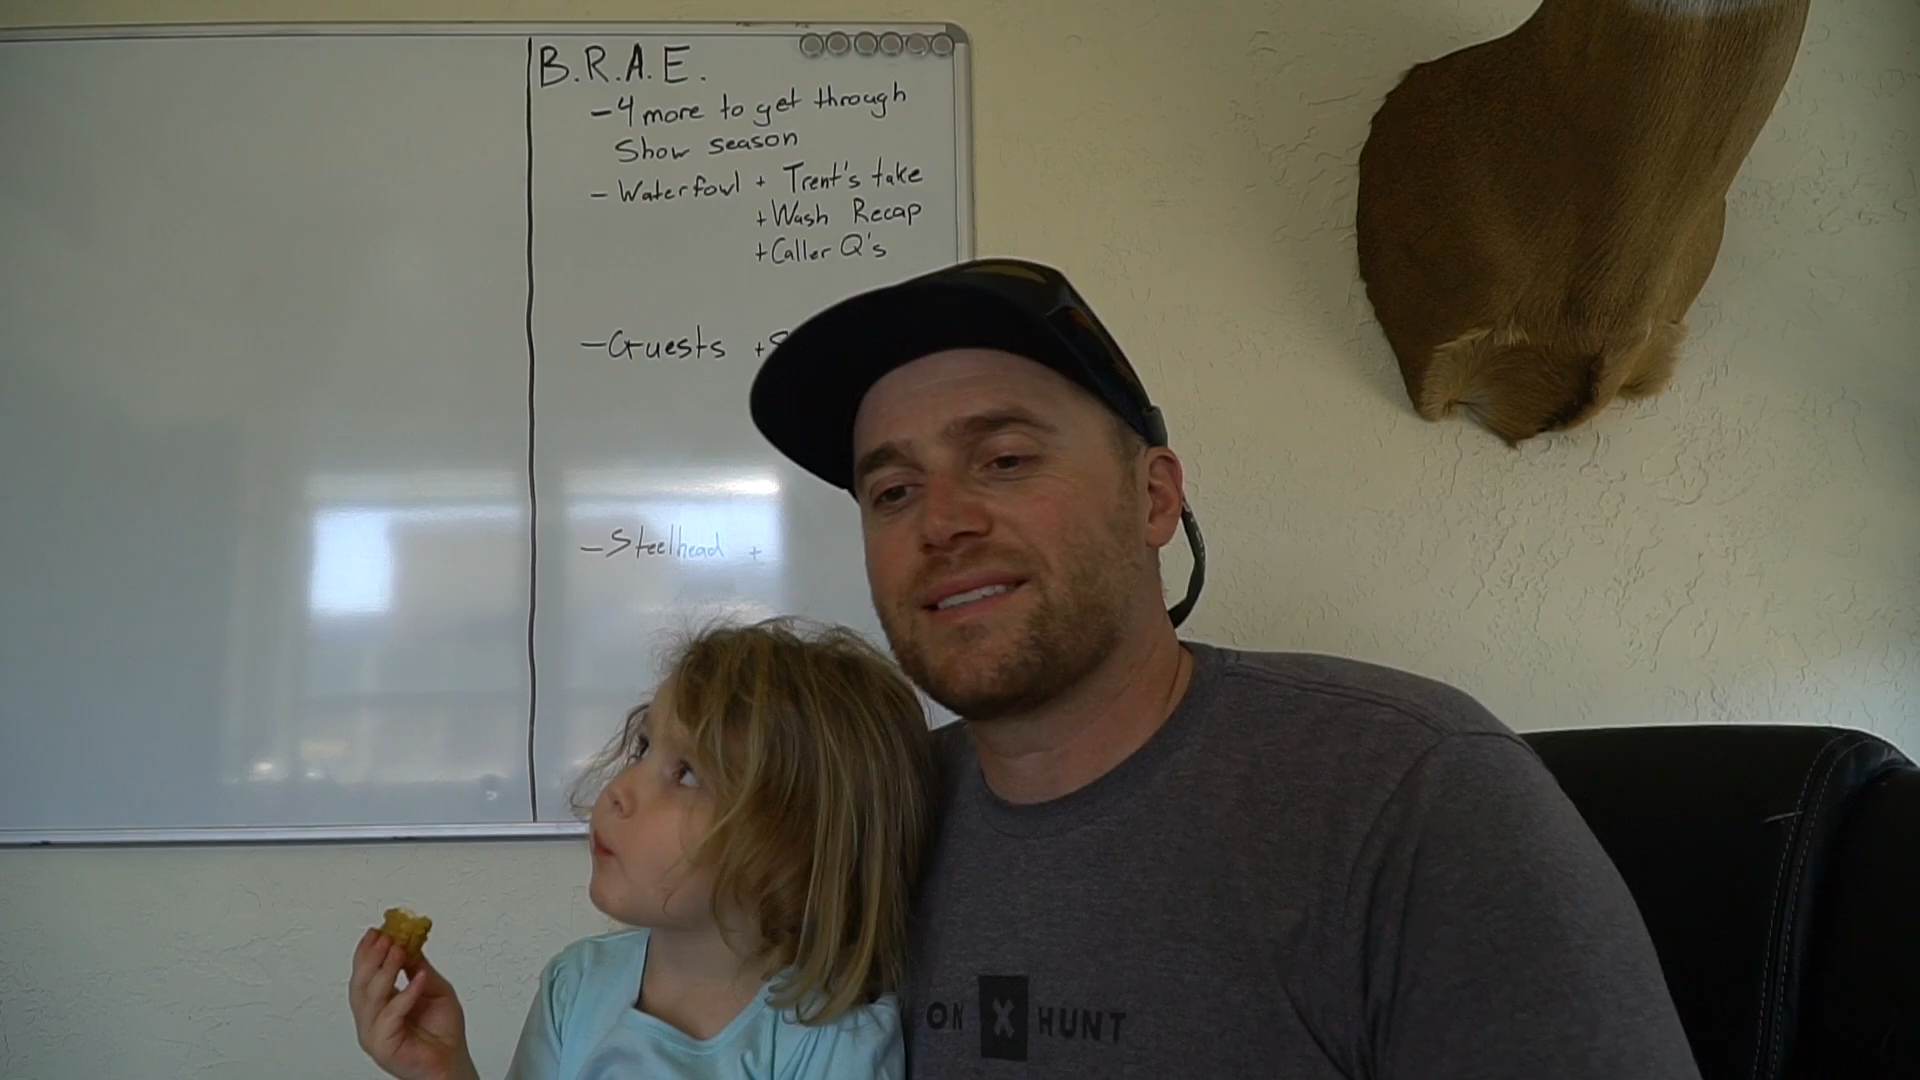 B.R.A.E.
- 4 more to get through
Show season
- Waterfowl + Trent's take
+ Wash Recap
+ Caller Q's
- Guests +
- Steelhead +
ON X HUNT